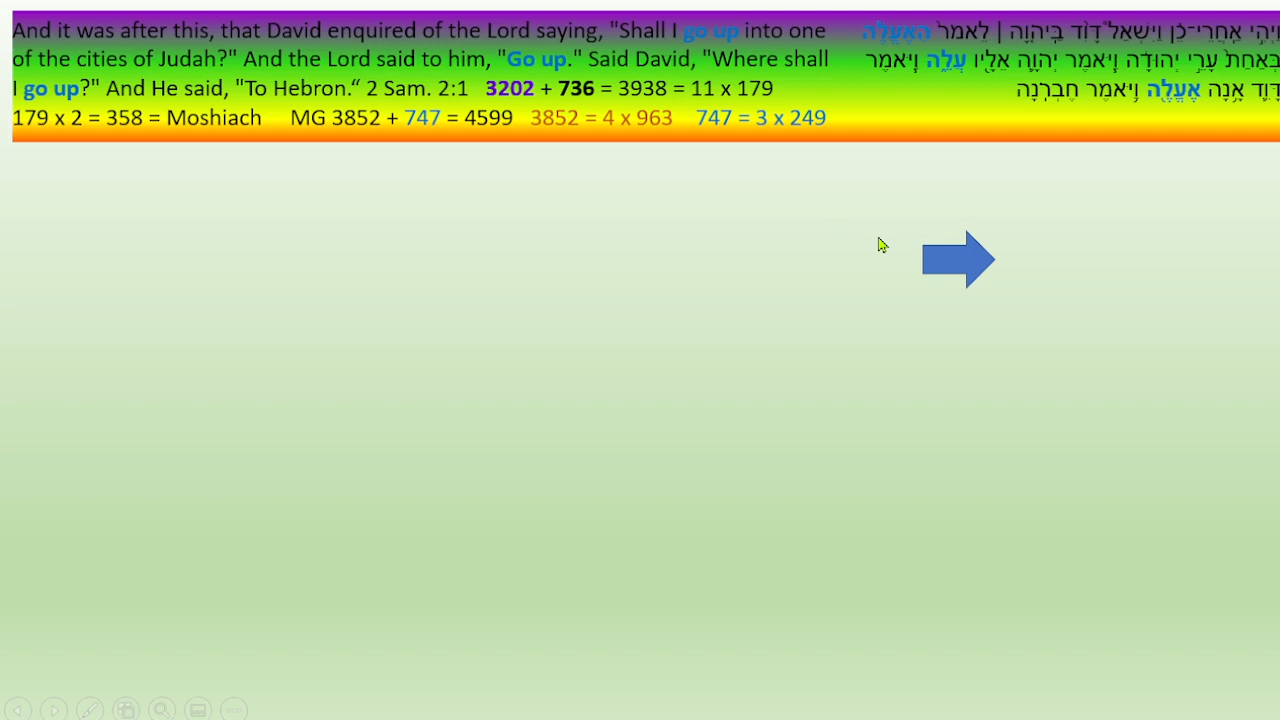 And it was after this, that David enquired of the Lord saying, "Shall I go up into one
of the cities of Judah?" And the Lord said to him, "Go up." Said David, "Where shall
I go up?" And He said, "To Hebron.“ 2 Sam. 2:1 3202 + 736 = 3938 = 11 x 179
179 x 2 = 358 = Moshiach MG 3852 + 747 = 4599 3852 = 4 x 963 747 = 3 x 249
וַיְהִ֣י אַֽחֲרֵי־כֵ֗ן וַיִּשְׁאַל֩ דָּוִ֨ד בַּֽיהֹוָ֚ה | לֵאמֹר֙ הַאֶֽעֱלֶ֗ה
בְּאַחַת֙ עָרֵ֣י יְהוּדָ֔ה וַיֹּ֧אמֶר יְהֹוָ֛ה אֵלָ֖יו עֲלֵ֑ה וַיֹּ֧אמֶר
דָּוִ֛ד אָ֥נָה אֶעֱלֶ֖ה וַיֹּ֥אמֶר חֶבְרֹֽנָה